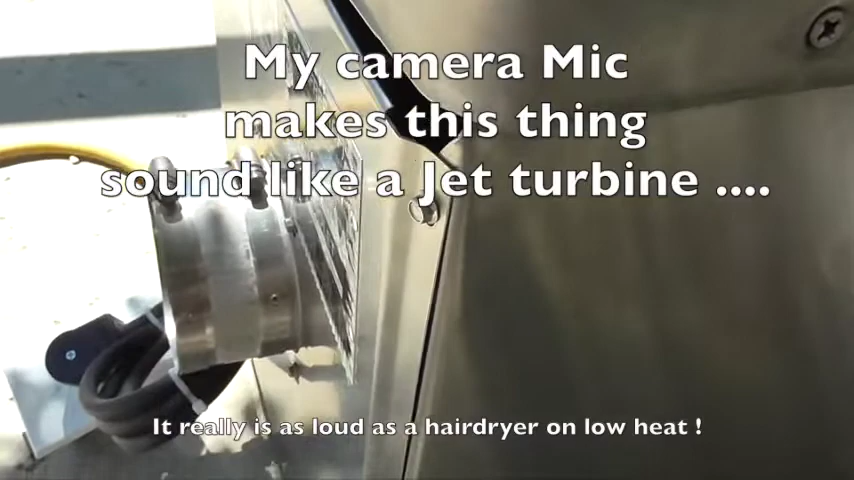 My camera Mic
makes this thing
sound like a Jet turbine ....
It really is as loud as a hairdryer on low heat !